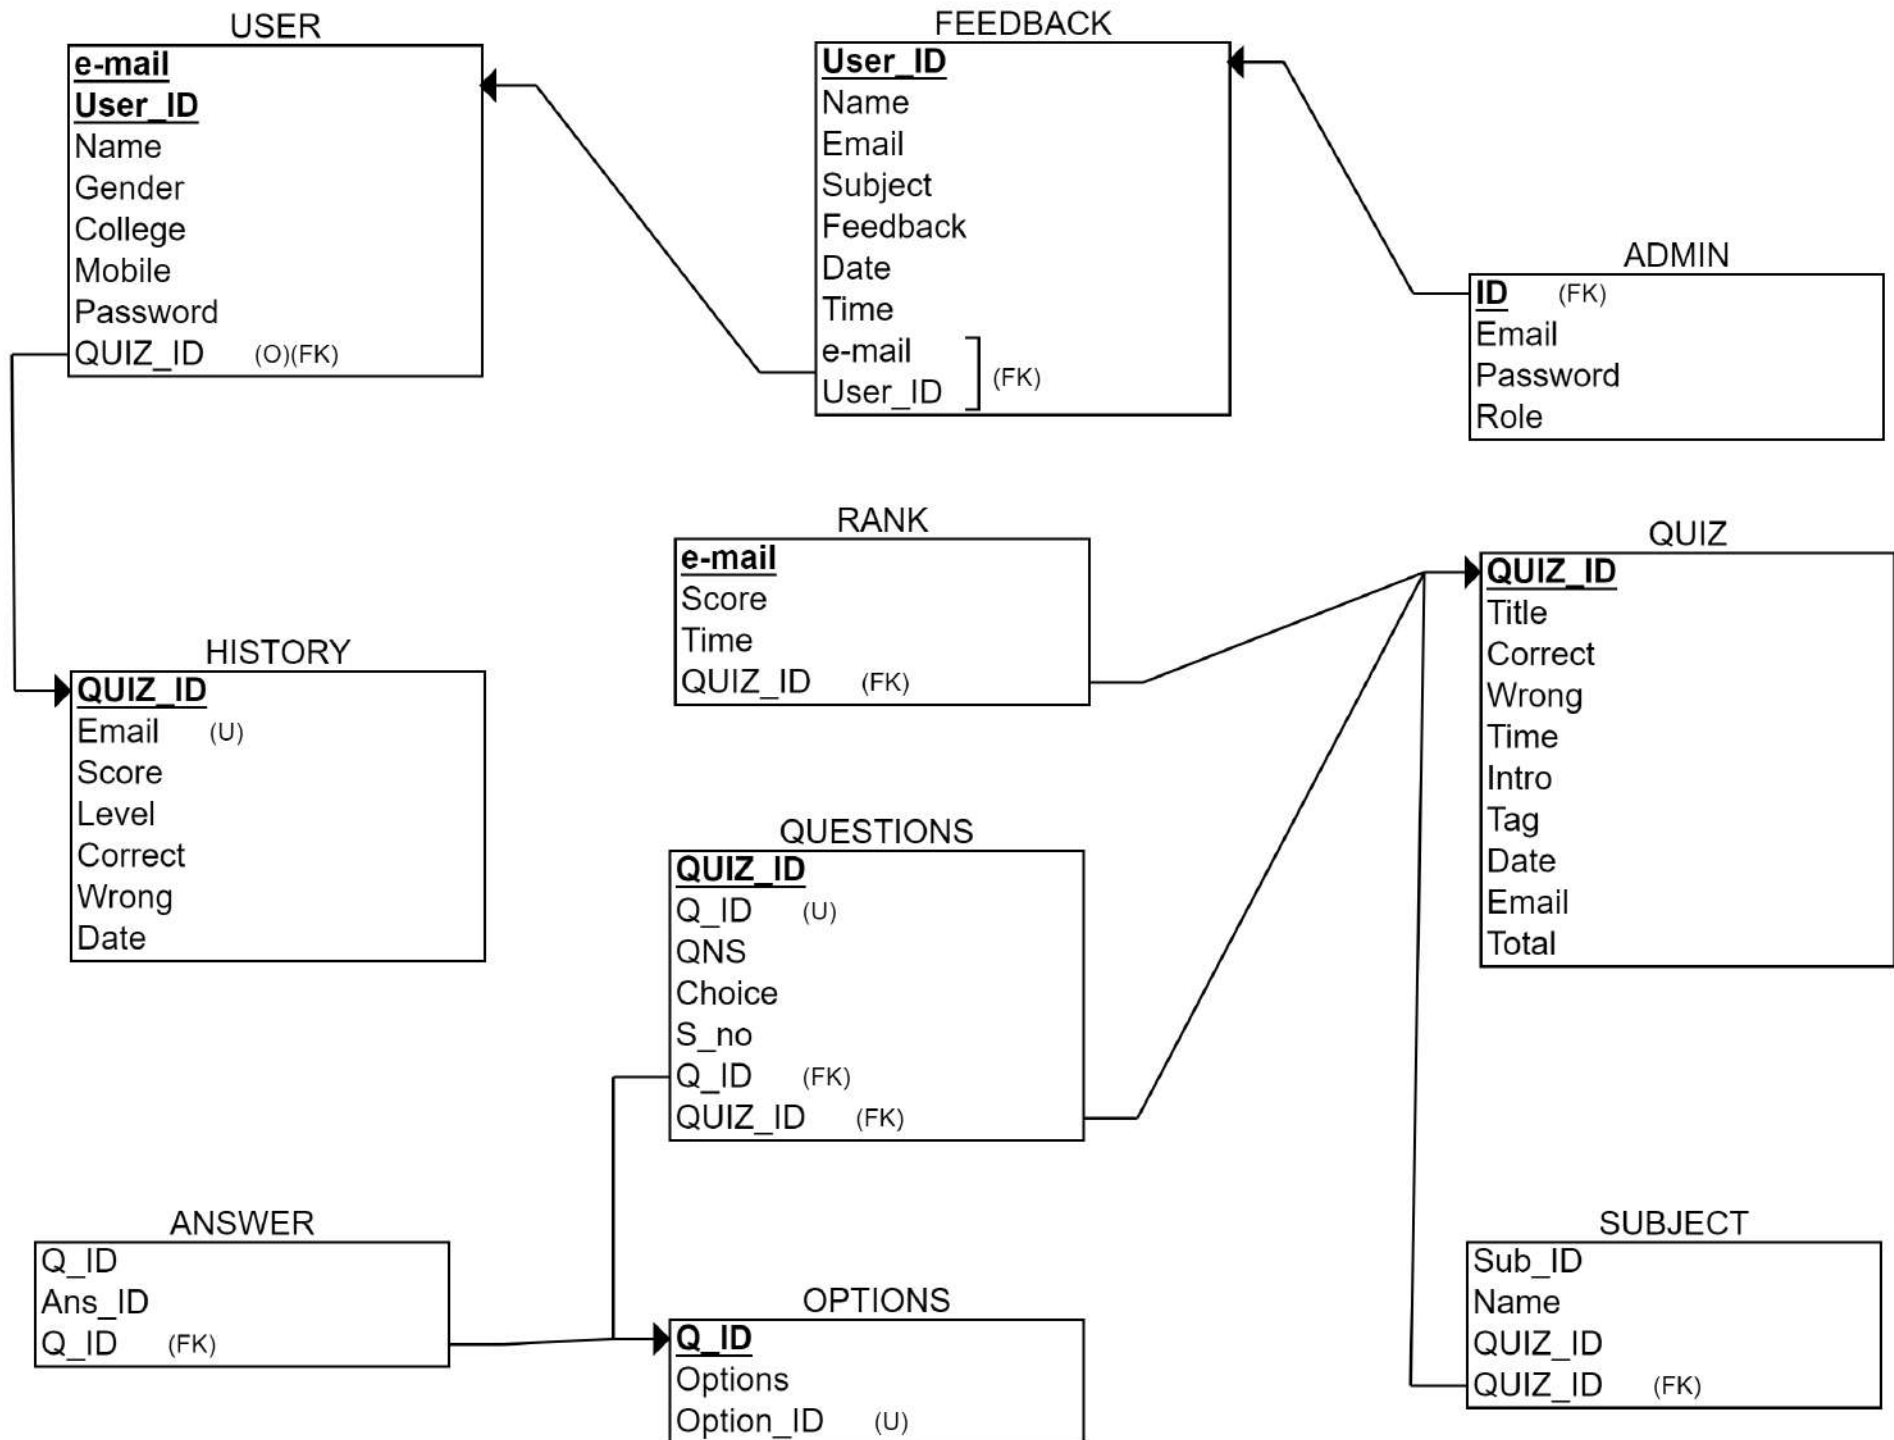 USER
e-mail
User_ID
Name
Gender
College
Mobile
Password
QUIZ_ID (O)(FK)
FEEDBACK
User_ID
Name
Email
Subject
Feedback
Date
Time
e-mail
User_ID
(FK)
ADMIN
ID (FK)
Email
Password
Role
RANK
e-mail
Score
Time
QUIZ_ID (FK)
QUIZ
QUIZ_ID
Title
Correct
Wrong
Time
Intro
Tag
Date
Email
Total
HISTORY
QUIZ_ID
Email (U)
Score
Level
Correct
Wrong
Date
QUESTIONS
QUIZ_ID
Q_ID (U)
QNS
Choice
S_no
Q_ID (FK)
QUIZ_ID (FK)
ANSWER
Q_ID
Ans_ID
Q_ID (FK)
OPTIONS
Q_ID
Options
Option_ID (U)
SUBJECT
Sub_ID
Name
QUIZ_ID
QUIZ_ID (FK)